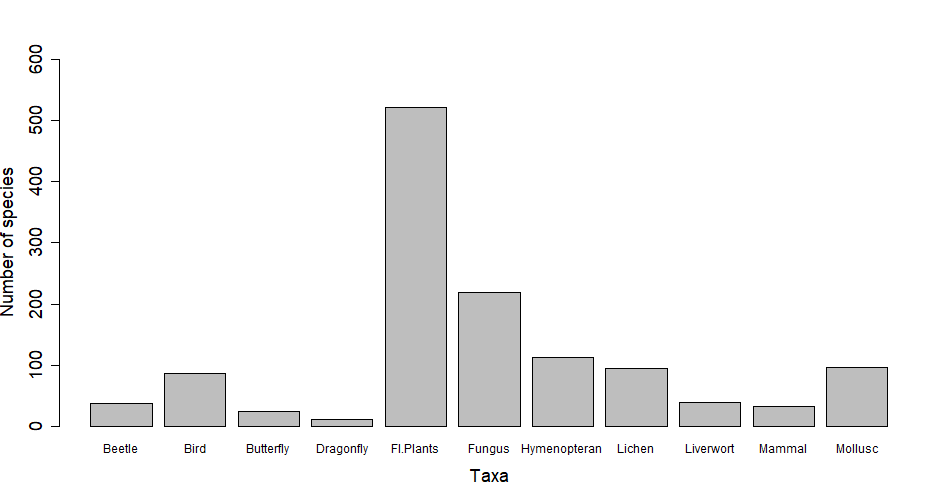 600
500
400
300
200
100
0
Number of species
Beetle Bird Butterfly Dragonfly Fl.Plants Fungus Hymenopteran Lichen Liverwort Mammal Mollusc
Taxa